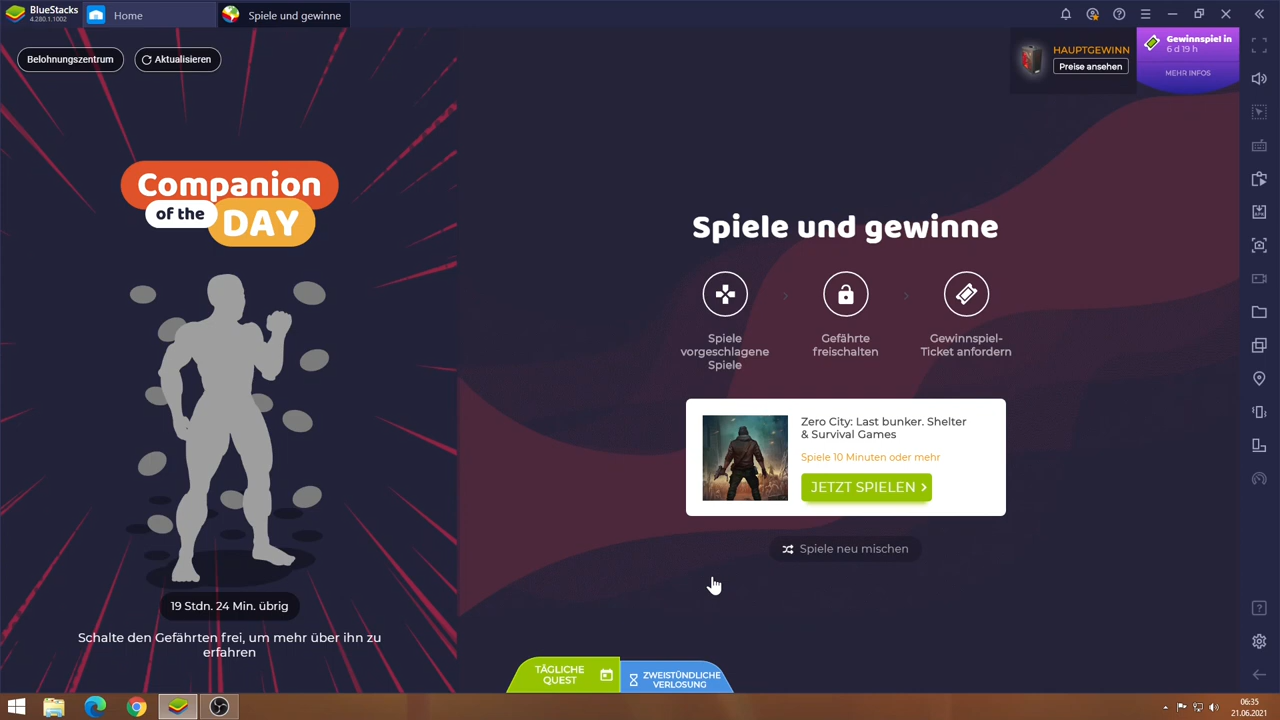 BlueStacks
4.280.1.1002
Home
Spiele und gewinne
Belohnungszentrum
Aktualisieren
HAUPTGEWINN
Preise ansehen
Gewinnspiel in
6 d 19 h
MEHR INFOS
Companion
of the DAY
19 Stdn. 24 Min. übrig
Schalte den Gefährten frei, um mehr über ihn zu
erfahren
Spiele und gewinne
Spiele
vorgeschlagene
Spiele
Gefährte
freischalten
Gewinnspiel-
Ticket anfordern
Zero City: Last bunker. Shelter
& Survival Games
Spiele 10 Minuten oder mehr
JETZT SPIELEN
Spiele neu mischen
TÄGLICHE
QUEST
ZWEISTÜNDLICHE
VERLOSUNG
06:35
21.06.2021